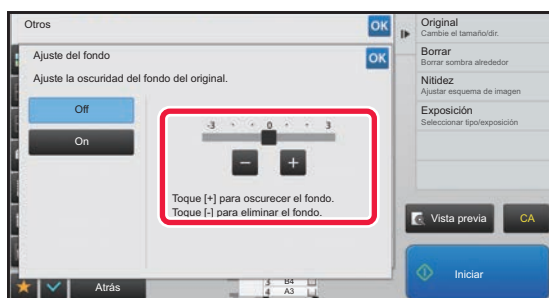 Otros
OK
Ajuste del fondo
OK
Ajuste la oscuridad del fondo del original.
Off
On
-3 0 3
− +
Toque [+] para oscurecer el fondo.
Toque [-] para eliminar el fondo.
Original
Cambie el tamaño/dir.
Borrar
Borrar sombra alrededor
Nitidez
Ajustar esquema de imagen
Exposición
Seleccionar tipo/exposición
Vista previa
CA
Iniciar
Atrás
3 B4
4 A3